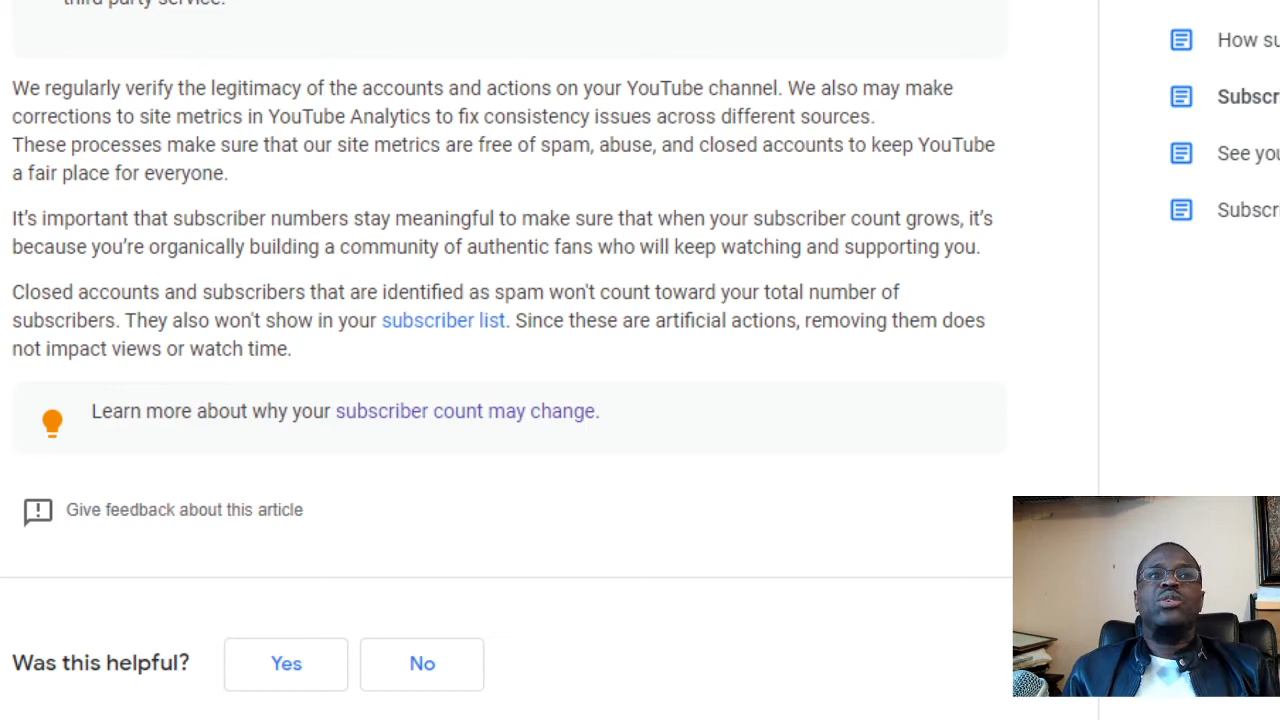 third party service.
We regularly verify the legitimacy of the accounts and actions on your YouTube channel. We also may make
corrections to site metrics in YouTube Analytics to fix consistency issues across different sources.
These processes make sure that our site metrics are free of spam, abuse, and closed accounts to keep YouTube
a fair place for everyone.
It’s important that subscriber numbers stay meaningful to make sure that when your subscriber count grows, it’s
because you’re organically building a community of authentic fans who will keep watching and supporting you.
Closed accounts and subscribers that are identified as spam won't count toward your total number of
subscribers. They also won't show in your subscriber list. Since these are artificial actions, removing them does
not impact views or watch time.
Learn more about why your subscriber count may change.
Give feedback about this article
Was this helpful?
Yes
No
How su
Subscr
See you
Subscri